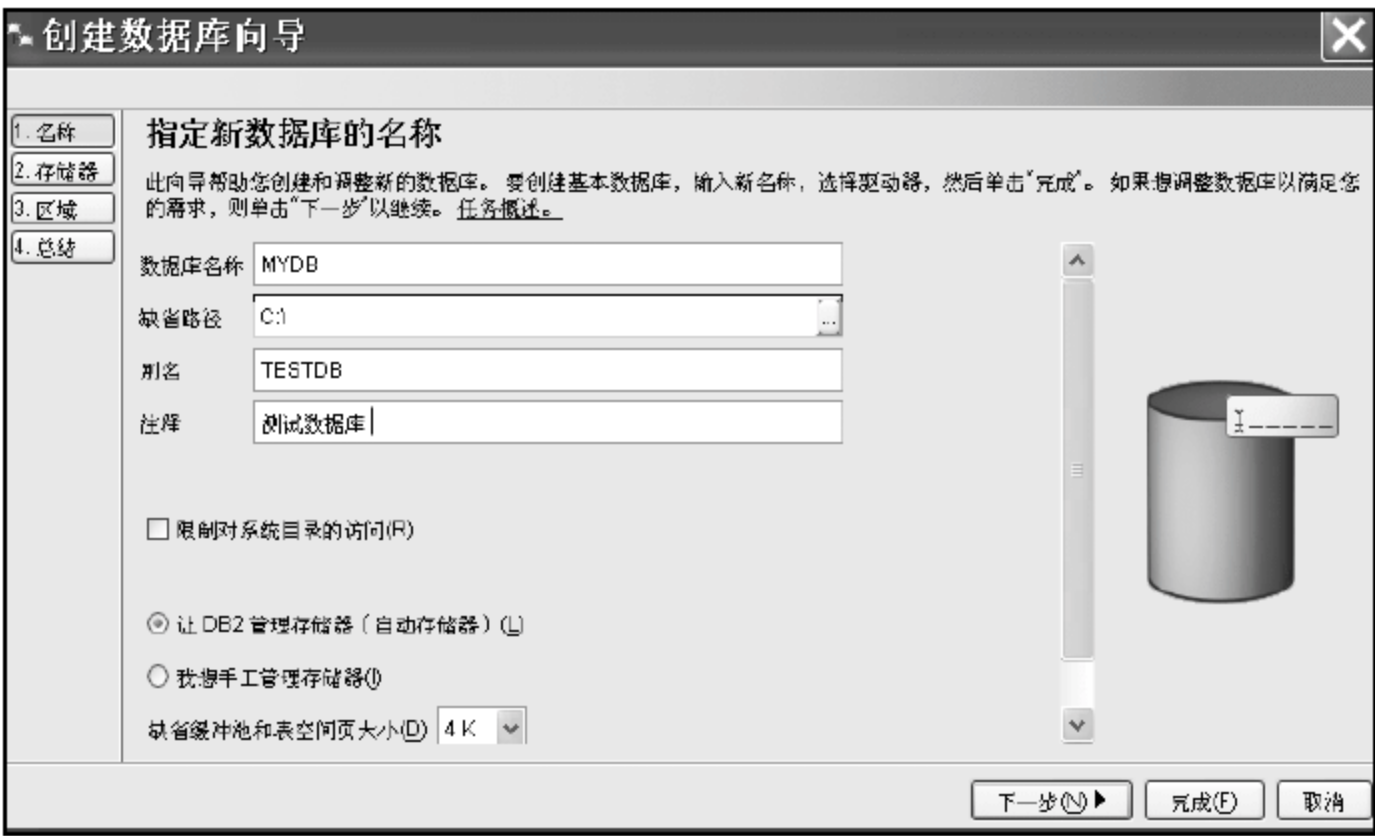 创建数据库向导
1. 名称
2. 存储器
3. 区域
4. 总结
指定新数据库的名称
此向导帮助您创建和调整新的数据库。 要创建基本数据库，输入新名称，选择驱动器，然后单击“完成”。 如果想调整数据库以满足您
的需求，则单击“下一步”以继续。 任务概述。
数据库名称 MYDB
缺省路径 C:\ ...
别名 TESTDB
注释 测试数据库
限制对系统目录的访问(R)
让 DB2 管理存储器（自动存储器）(L)
我想手工管理存储器(I)
缺省缓冲池和表空间页大小(D) 4 K
下一步(N) 完成(F) 取消